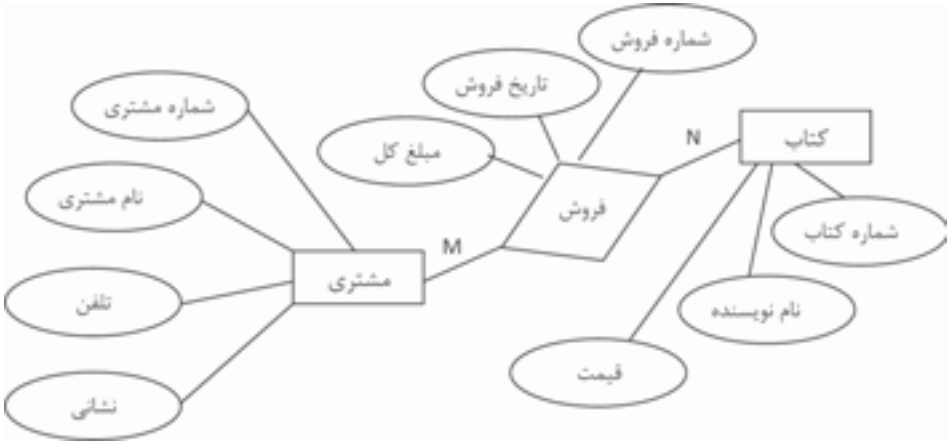 شماره فروش
تاریخ فروش
شماره مشتری
مبلغ کل
N
کتاب
نام مشتری
فروش
شماره کتاب
M
مشتری
تلفن
نام نویسنده
قیمت
نشانی